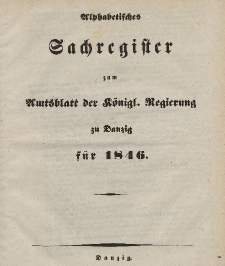 Alphabetisches
Sachregister
zum
Amtsblatt der Königl. Regierung
zu Danzig
für 1846.
Danzig.